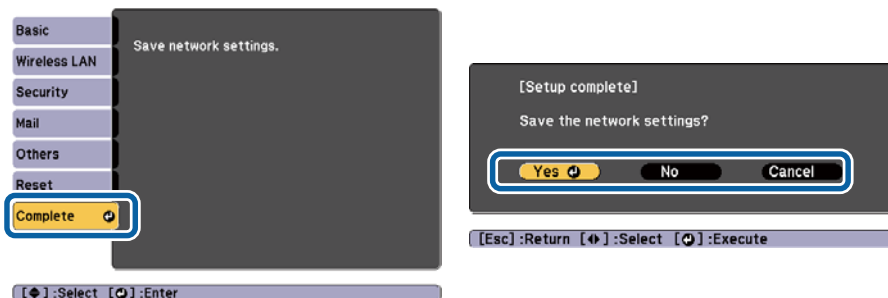 Basic
Wireless LAN
Security
Mail
Others
Reset
Complete
Save network settings.
[◆]:Select [⏎]:Enter
[Setup complete]
Save the network settings?
Yes No Cancel
[Esc]:Return [◀▶]:Select [⏎]:Execute